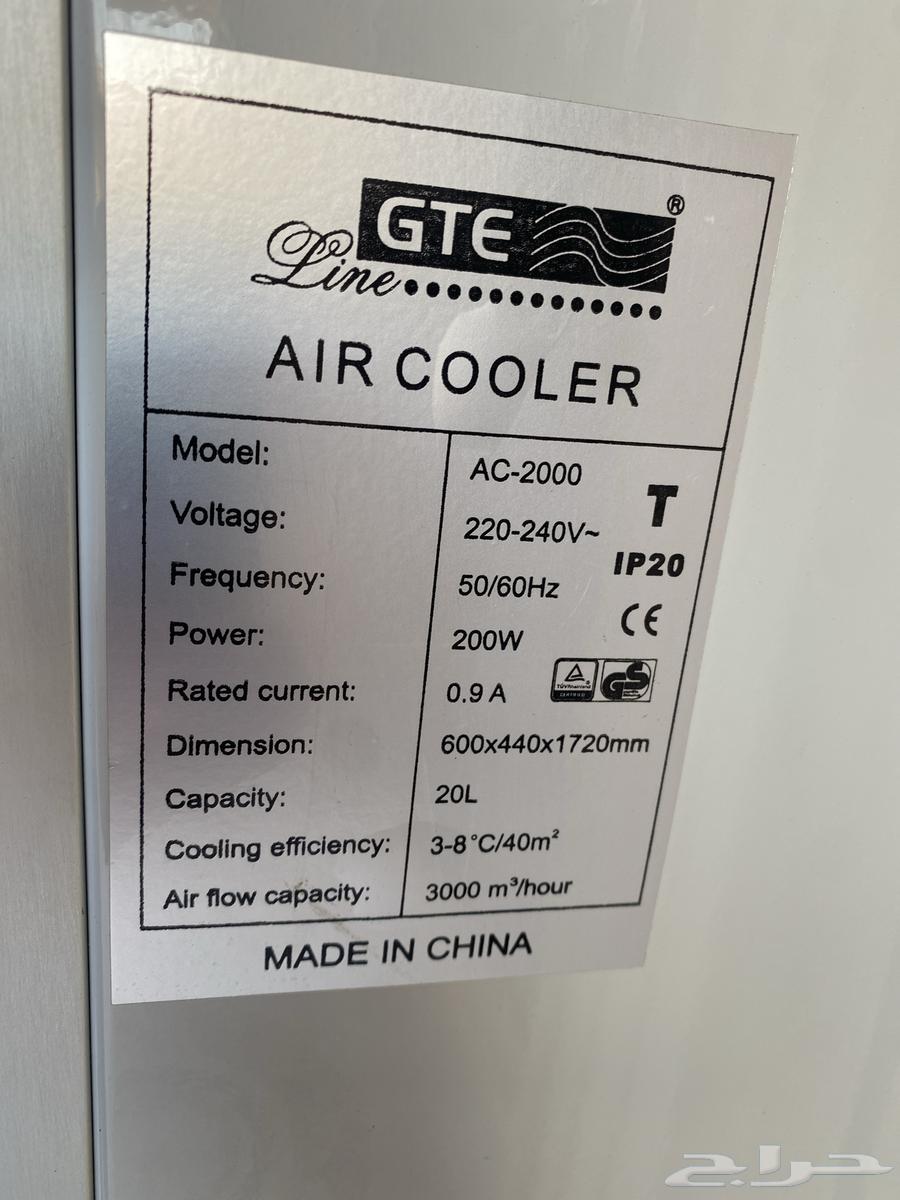 GTE ®
Line
AIR COOLER
Model: AC-2000
T
Voltage: 220-240V~
IP20
Frequency: 50/60Hz
CE
Power: 200W
Rated current: 0.9 A
TÜVRheinland
CERTIFIED
GS
Dimension: 600x440x1720mm
Capacity: 20L
Cooling efficiency: 3-8°C/40m²
Air flow capacity: 3000 m³/hour
MADE IN CHINA
حراج